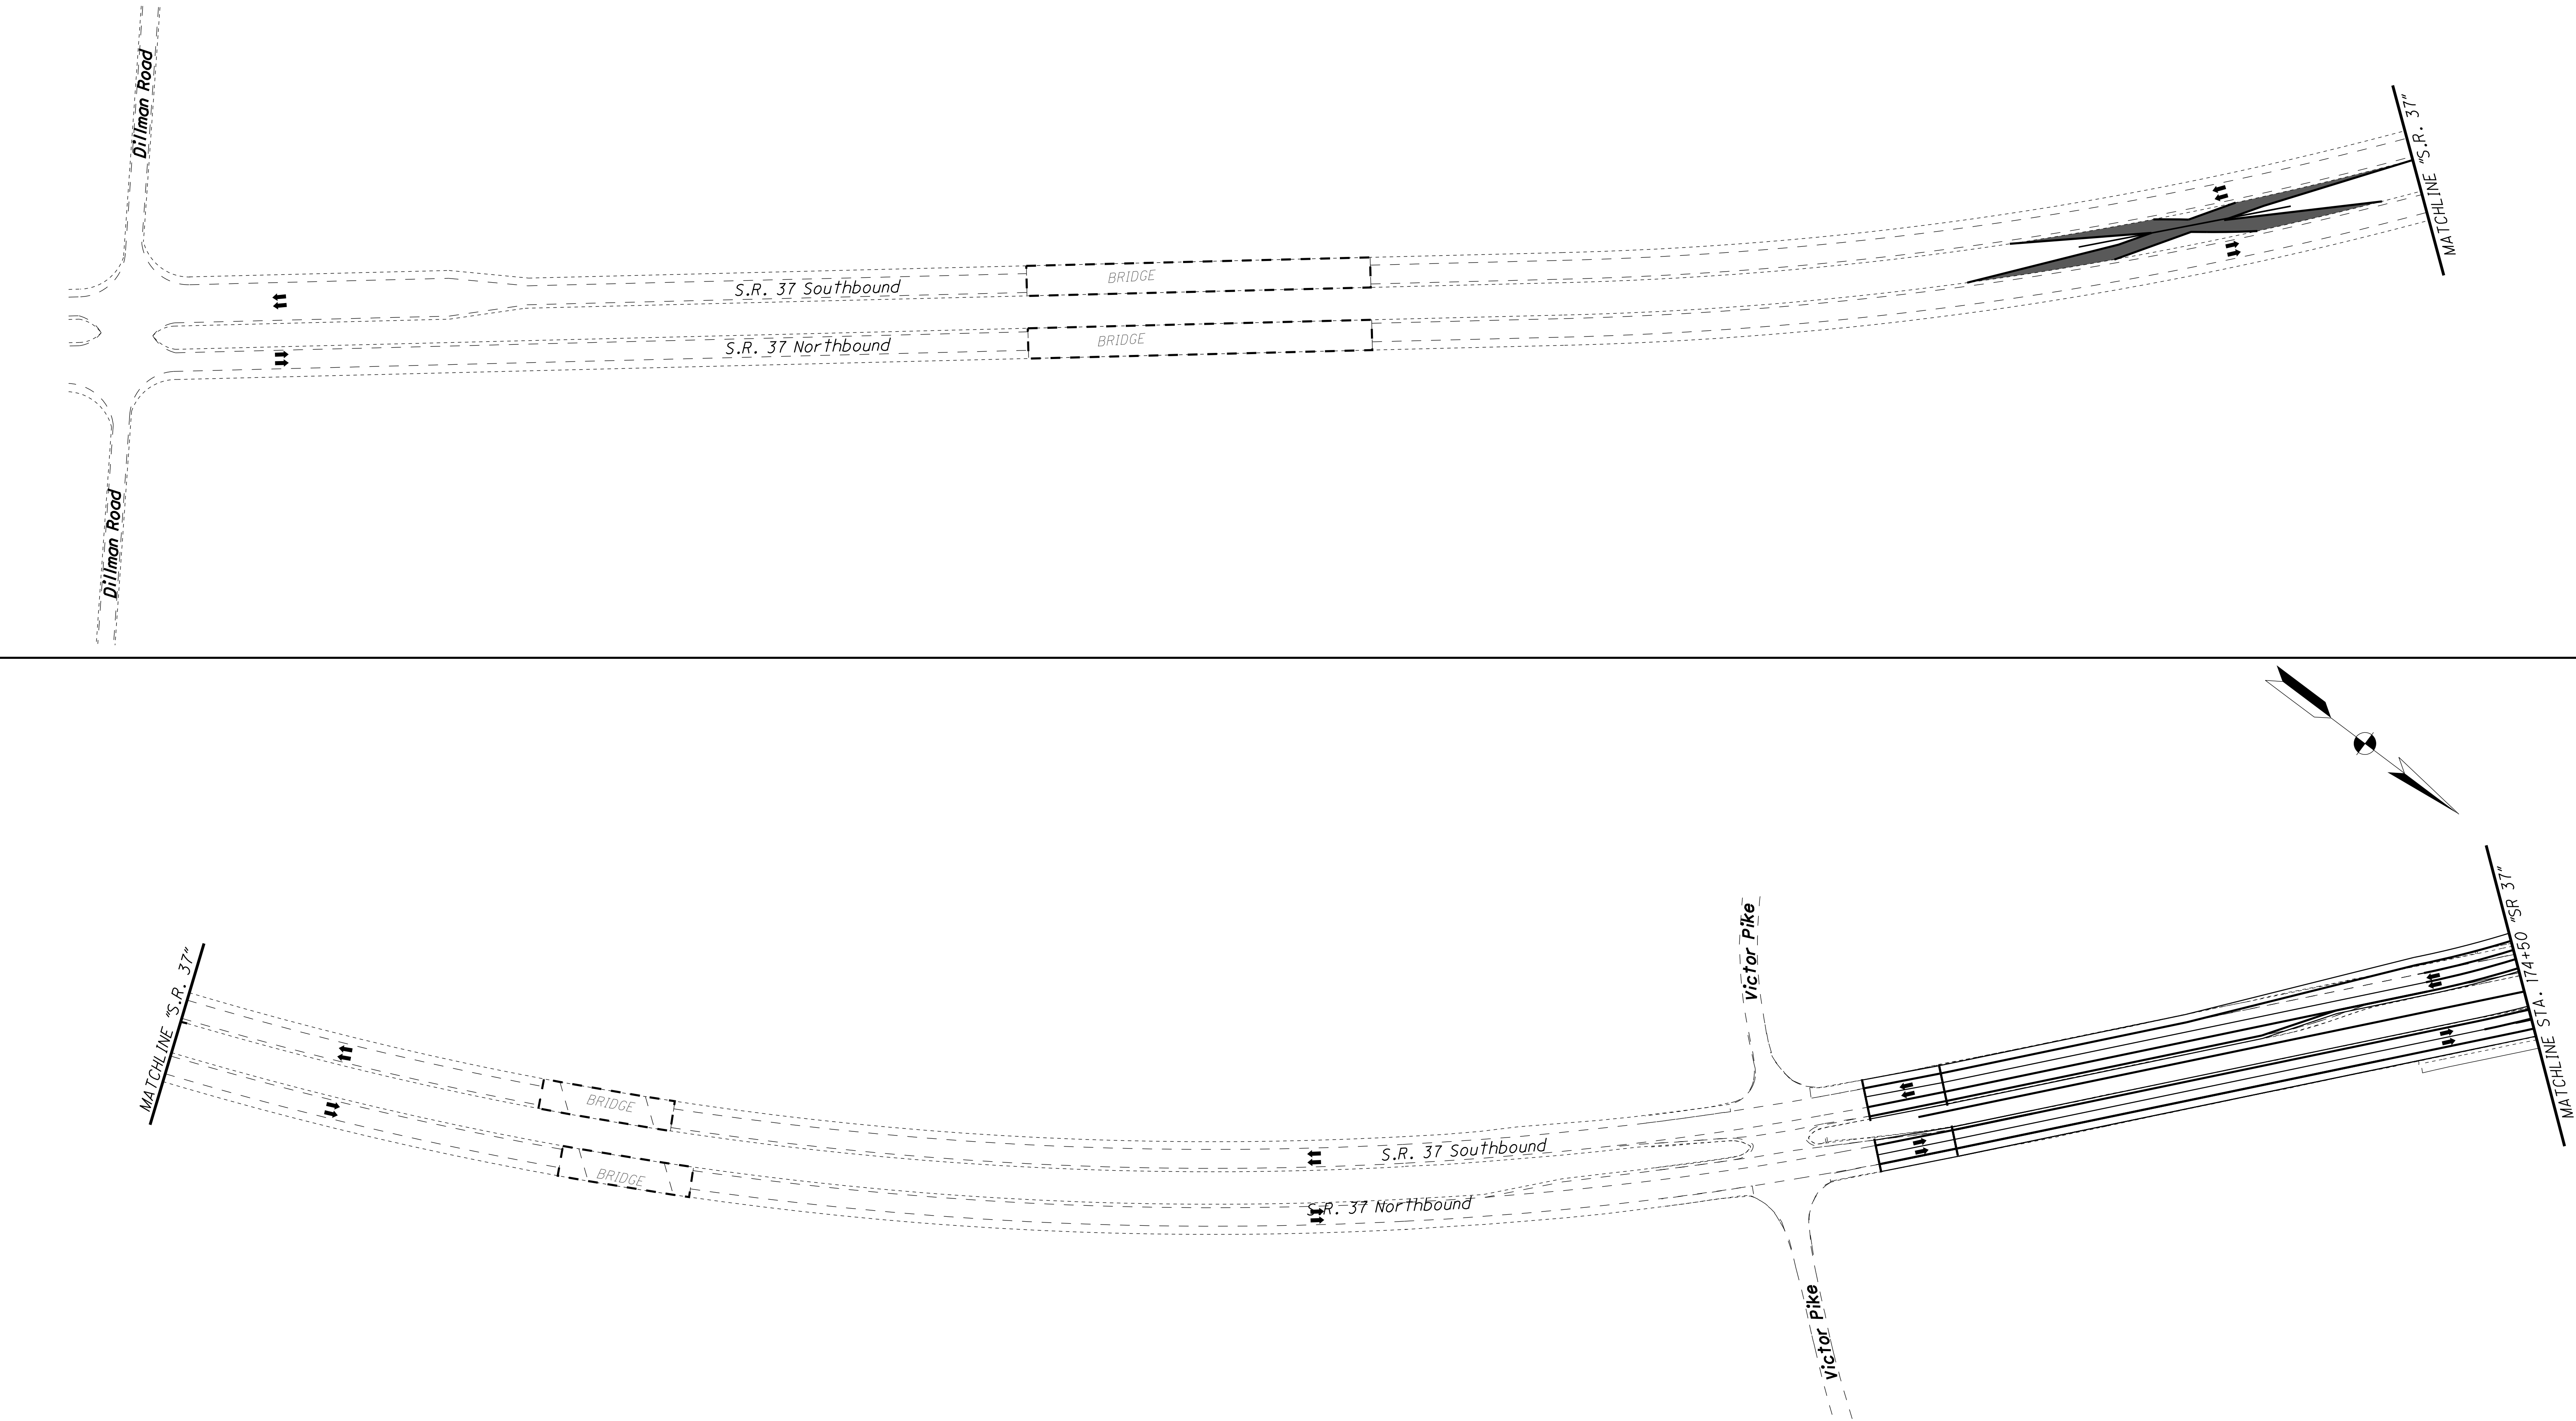 Dillman Road
MATCHLINE "S.R. 37"
BRIDGE
S.R. 37 Southbound
BRIDGE
S.R. 37 Northbound
Dillman Road
MATCHLINE "S.R. 37"
Victor Pike
MATCHLINE STA. 174+50 "SR 37"
BRIDGE
S.R. 37 Southbound
BRIDGE
S.R. 37 Northbound
Victor Pike